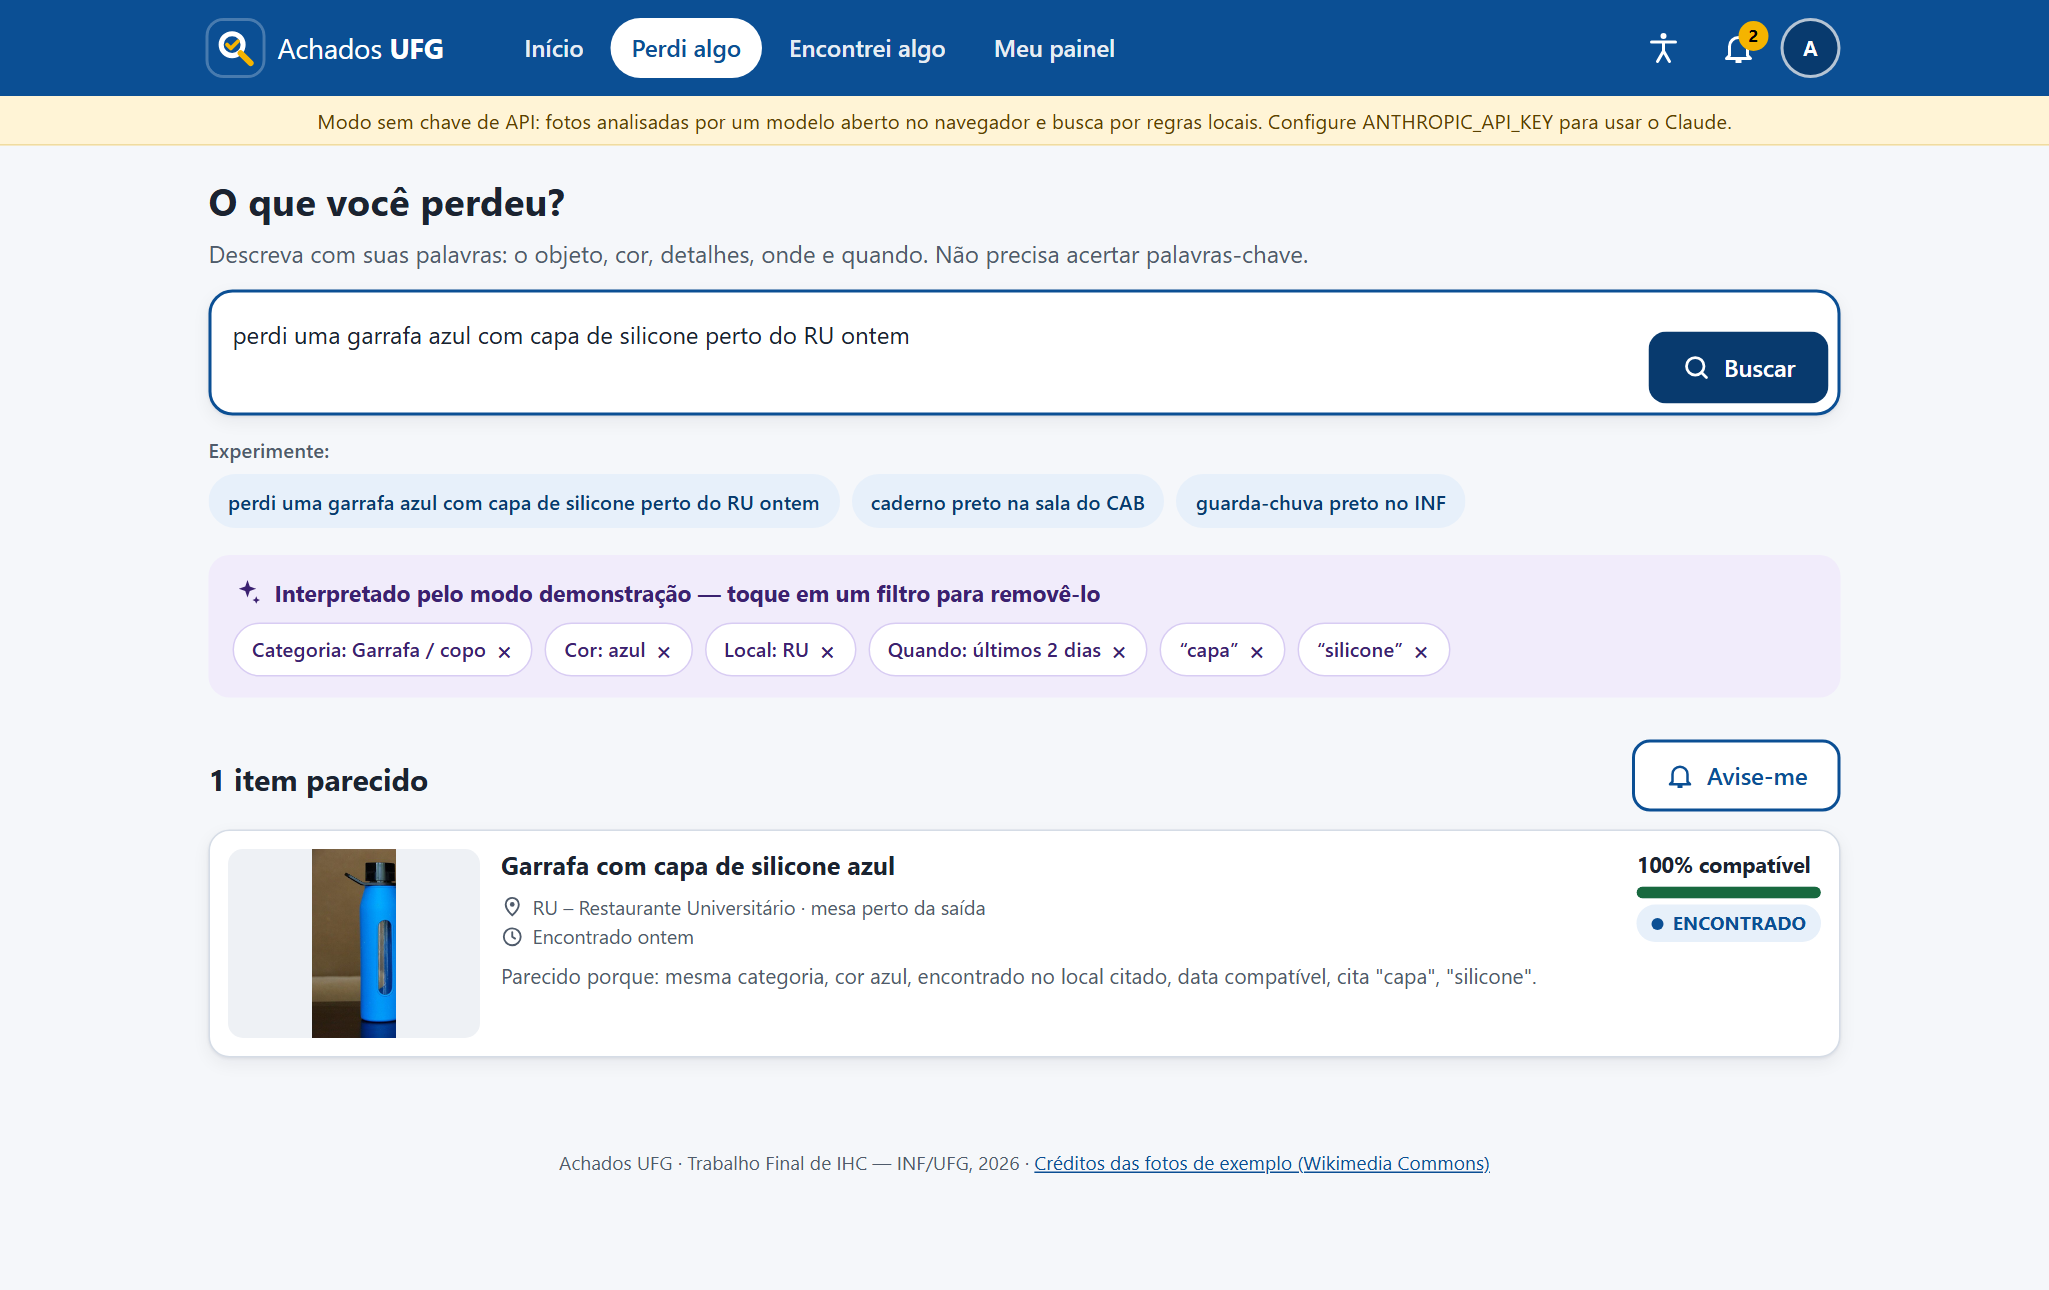 Achados UFG
Início
Perdi algo
Encontrei algo
Meu painel
2
A
Modo sem chave de API: fotos analisadas por um modelo aberto no navegador e busca por regras locais. Configure ANTHROPIC_API_KEY para usar o Claude.
O que você perdeu?
Descreva com suas palavras: o objeto, cor, detalhes, onde e quando. Não precisa acertar palavras-chave.
perdi uma garrafa azul com capa de silicone perto do RU ontem
Buscar
Experimente:
perdi uma garrafa azul com capa de silicone perto do RU ontem
caderno preto na sala do CAB
guarda-chuva preto no INF
Interpretado pelo modo demonstração — toque em um filtro para removê-lo
Categoria: Garrafa / copo ×
Cor: azul ×
Local: RU ×
Quando: últimos 2 dias ×
“capa” ×
“silicone” ×
1 item parecido
Avise-me
Garrafa com capa de silicone azul
100% compatível
RU – Restaurante Universitário · mesa perto da saída
ENCONTRADO
Encontrado ontem
Parecido porque: mesma categoria, cor azul, encontrado no local citado, data compatível, cita "capa", "silicone".
Achados UFG · Trabalho Final de IHC — INF/UFG, 2026 · Créditos das fotos de exemplo (Wikimedia Commons)